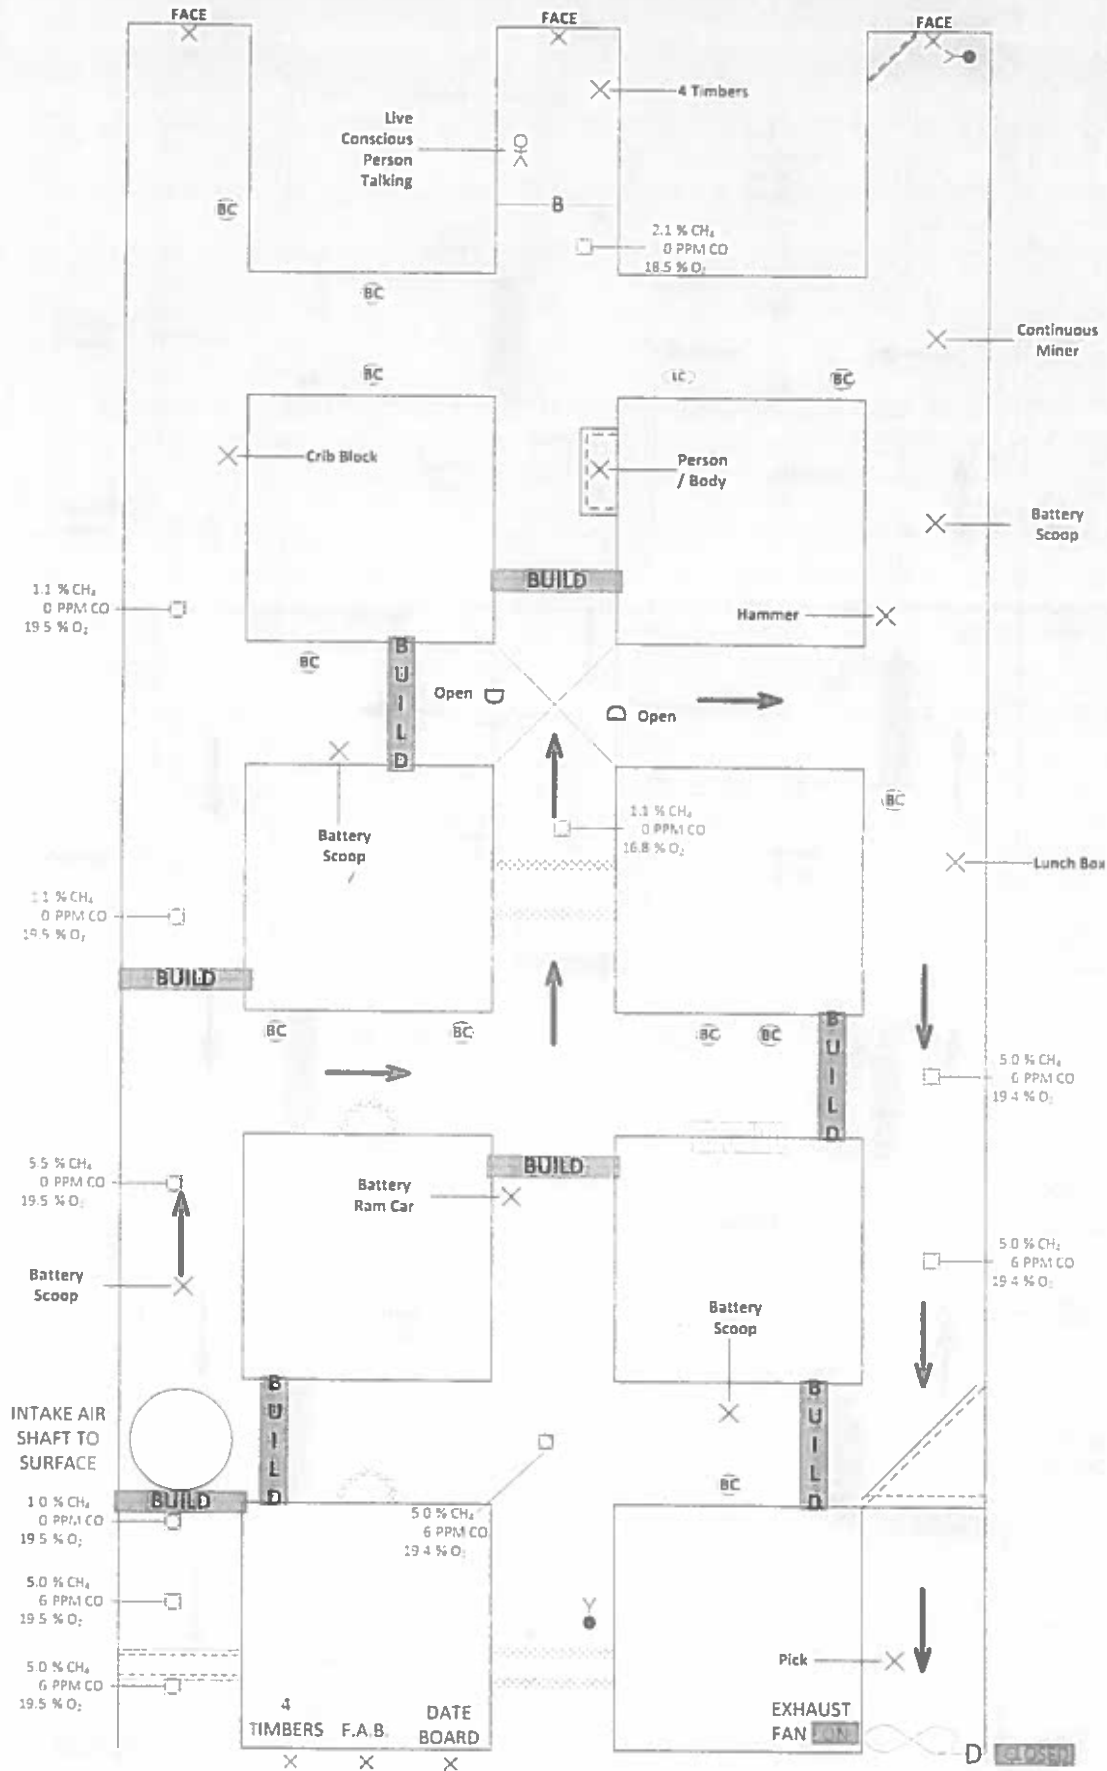 FACE
FACE
FACE
4 Timbers
Live
Conscious
Person
Talking
BC
B
2.1 % CH₄
0 PPM CO
18.5 % O₂
BC
Continuous
Miner
BC
BC
Crib Block
Person
/ Body
Battery
Scoop
BUILD
1.1 % CH₄
0 PPM CO
19.5 % O₂
Hammer
BC
BUILD
Open
D
D
Open
Battery
Scoop
BC
1.1 % CH₄
0 PPM CO
16.8 % O₂
Lunch Box
0 PPM CO
19.5 % O₂
BUILD
BC
BC
BC
BC
BUILD
5.0 % CH₄
6 PPM CO
19.4 % O₂
BUILD
5.5 % CH₄
0 PPM CO
19.5 % O₂
Battery
Ram Car
5.0 % CH₄
6 PPM CO
19.4 % O₂
Battery
Scoop
Battery
Scoop
BUILD
BUILD
INTAKE AIR
SHAFT TO
SURFACE
BC
BUILD
1.0 % CH₄
0 PPM CO
19.5 % O₂
5.0 % CH₄
6 PPM CO
19.4 % O₂
5.0 % CH₄
6 PPM CO
19.5 % O₂
5.0 % CH₄
6 PPM CO
19.5 % O₂
Pick
4
TIMBERS
F.A.B.
DATE
BOARD
EXHAUST
FAN ON
D CLOSED